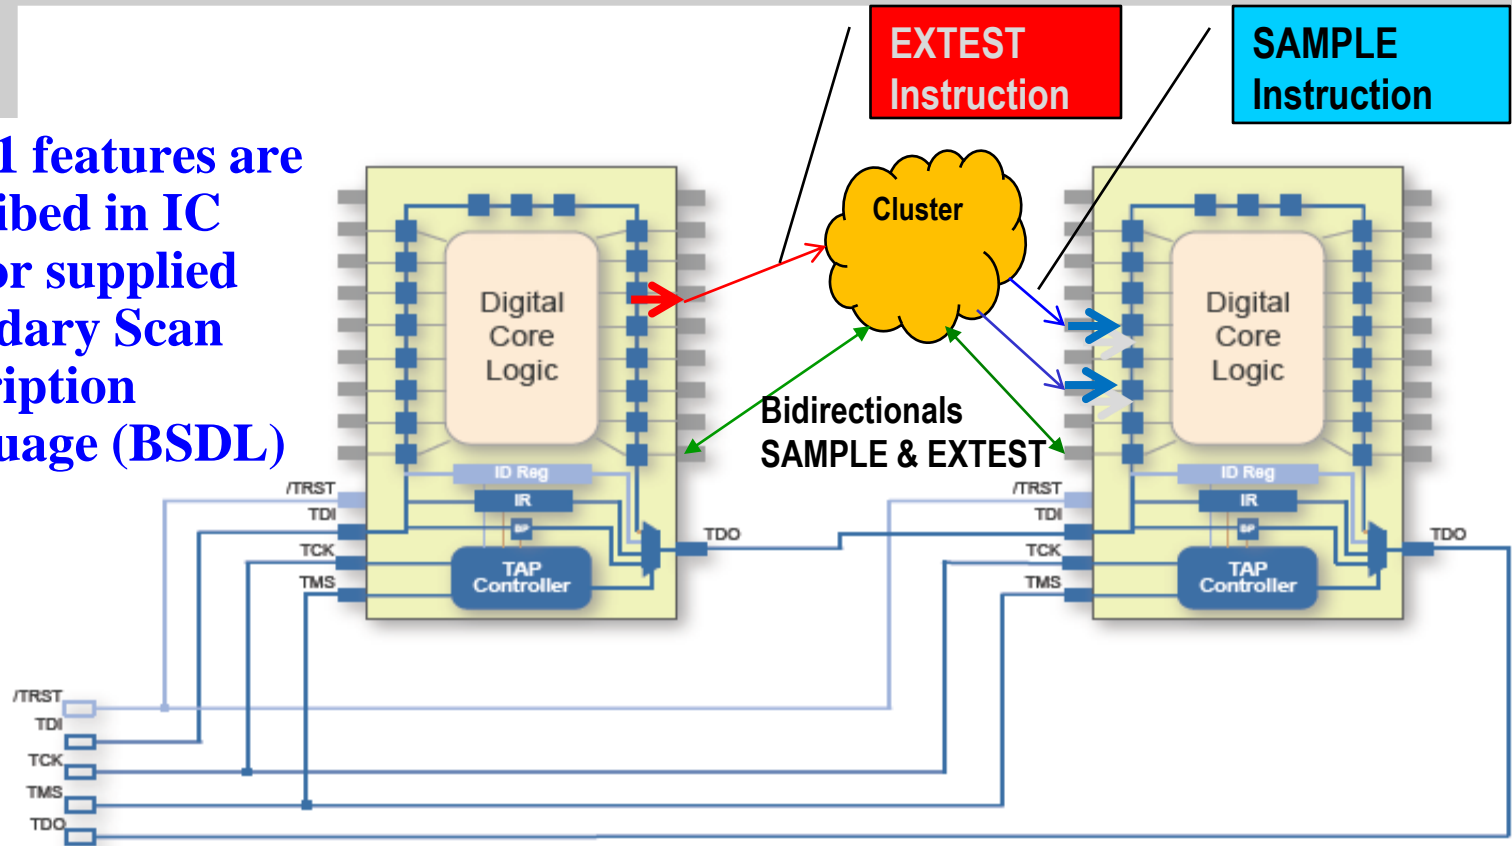 EXTEST
Instruction
SAMPLE
Instruction
1 features are
ibed in IC
or supplied
dary Scan
ription
uage (BSDL)
Cluster
Digital
Core
Logic
Digital
Core
Logic
Bidirectionals
SAMPLE & EXTEST
ID Reg
IR
BP
TAP
Controller
/TRST
TDI
TCK
TMS
TDO
ID Reg
IR
BP
TAP
Controller
/TRST
TDI
TCK
TMS
TDO
/TRST
TDI
TCK
TMS
TDO